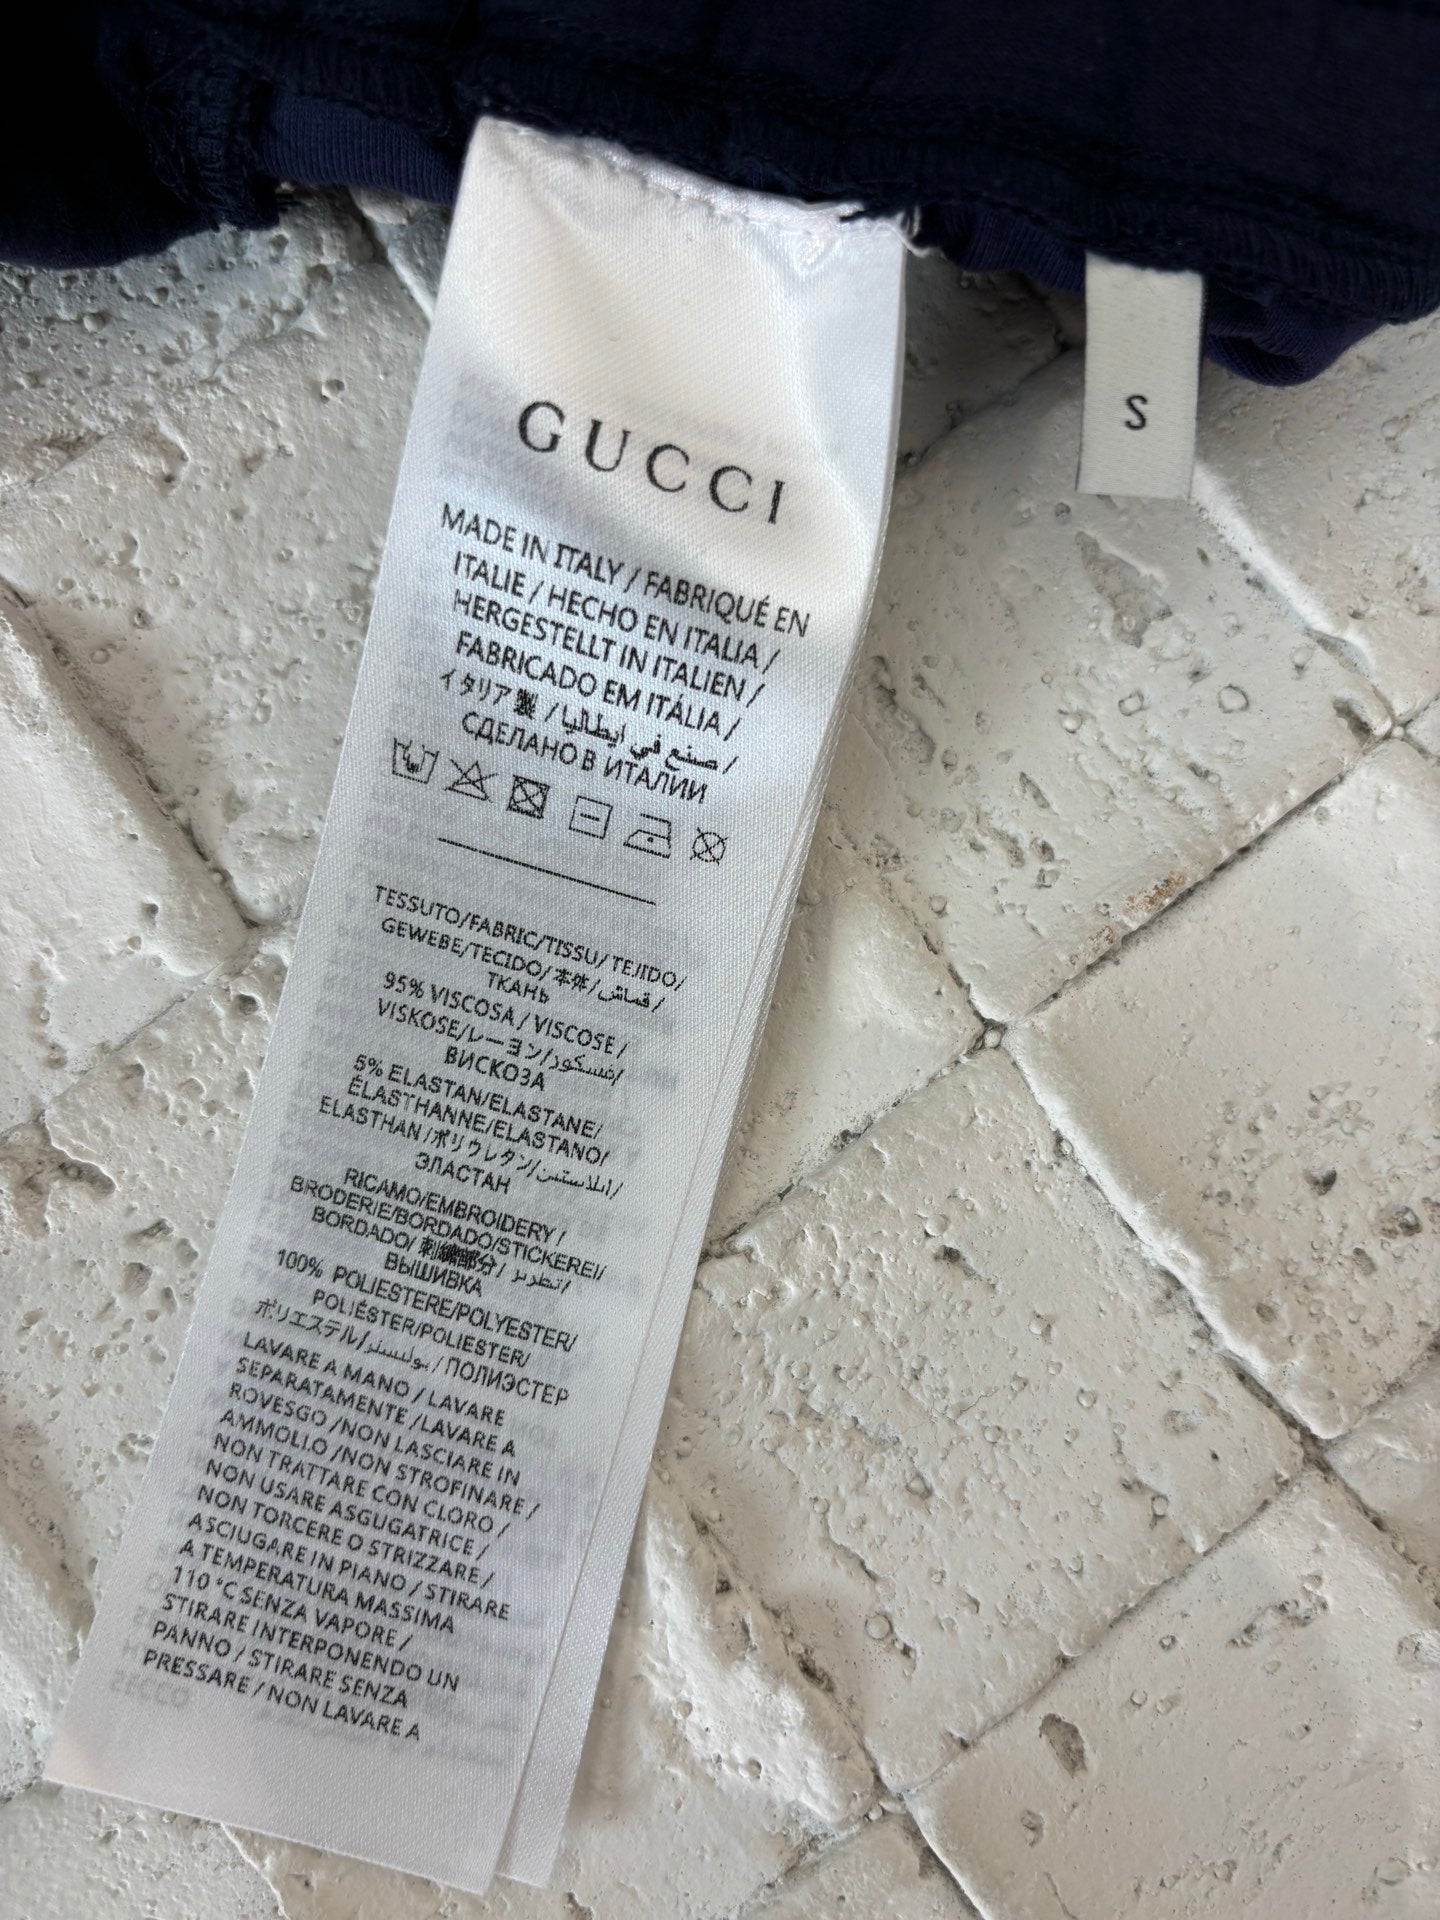 GUCCI
S
MADE IN ITALY / FABRIQUÉ EN
ITALIE / HECHO EN ITALIA /
HERGESTELLT IN ITALIEN /
FABRICADO EM ITÁLIA /
イタリア製 / صنع في ايطاليا /
СДЕЛАНО В ИТАЛИИ
TESSUTO/FABRIC/TISSU/TEJIDO/
GEWEBE/TECIDO/本体/قماش/
ТКАНЬ
95% VISCOSA / VISCOSE /
VISKOSE/レーヨン/فسكوز/
ВИСКОЗА
5% ELASTAN/ELASTANE/
ÉLASTHANNE/ELASTANO/
ELASTHAN/ポリウレタン/ايلاستين/
ЭЛАСТАН
RICAMO/EMBROIDERY /
BRODERIE/BORDADO/STICKEREI/
BORDADO/ 刺繍部分/ تطريز/
ВЫШИВКА
100% POLIESTERE/POLYESTER/
POLIÉSTER/POLIESTER/
ポリエステル/بوليستر/ПОЛИЭСТЕР
LAVARE A MANO / LAVARE
SEPARATAMENTE /LAVARE A
ROVESGO /NON LASCIARE IN
AMMOLLO /NON STROFINARE /
NON TRATTARE CON CLORO /
NON USARE ASGUGATRICE /
NON TORCERE O STRIZZARE /
ASCIUGARE IN PIANO / STIRARE
A TEMPERATURA MASSIMA
110 °C SENZA VAPORE /
STIRARE INTERPONENDO UN
PANNO / STIRARE SENZA
PRESSARE / NON LAVARE A